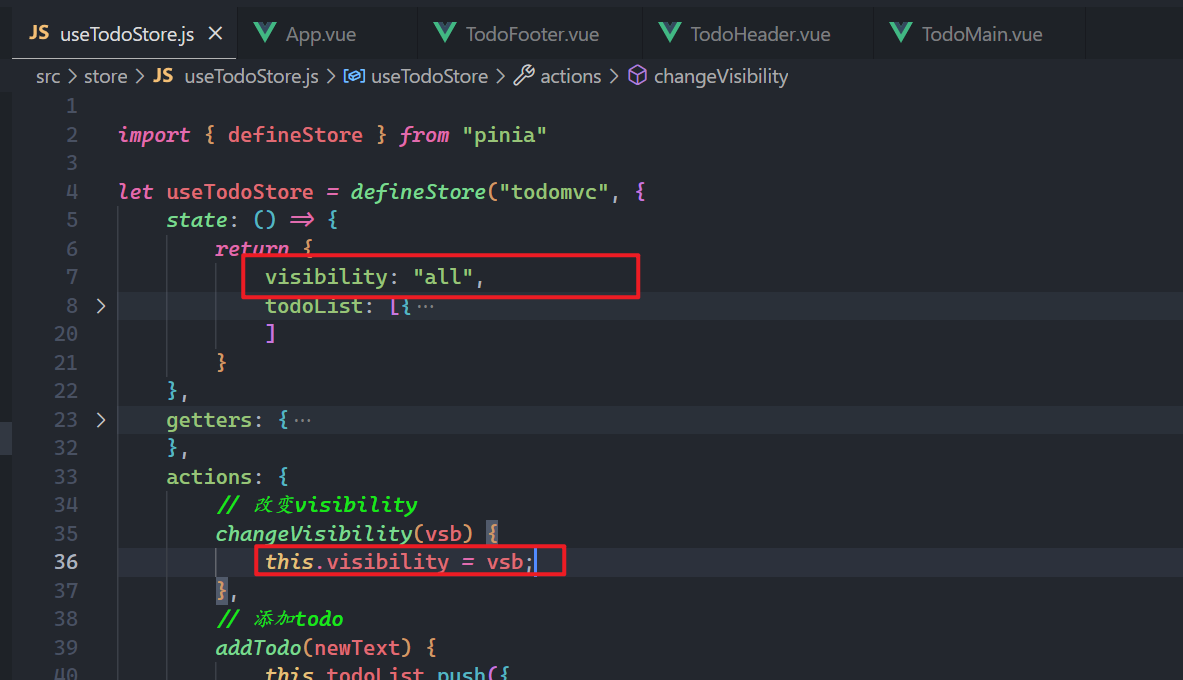 JS useTodoStore.js × App.vue TodoFooter.vue TodoHeader.vue TodoMain.vue
src > store > JS useTodoStore.js > useTodoStore > actions > changeVisibility
1
2 import { defineStore } from "pinia"
3
4 let useTodoStore = defineStore("todomvc", {
5 state: () => {
6 return {
7 visibility: "all",
8 > todoList: [{ ···
20 ]
21 }
22 },
23 > getters: { ···
32 },
33 actions: {
34 // 改变visibility
35 changeVisibility(vsb) {
36 this.visibility = vsb;
37 },
38 // 添加todo
39 addTodo(newText) {
40 this.todoList.push({